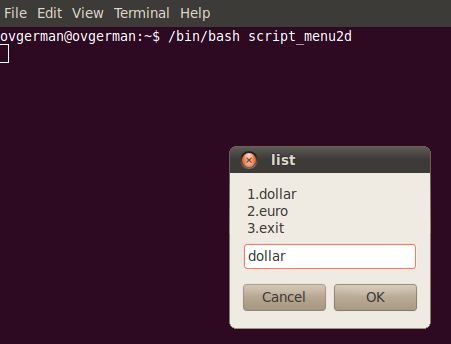 File Edit View Terminal Help
ovgerman@ovgerman:~$ /bin/bash script_menu2d
list
1.dollar
2.euro
3.exit
dollar
Cancel OK